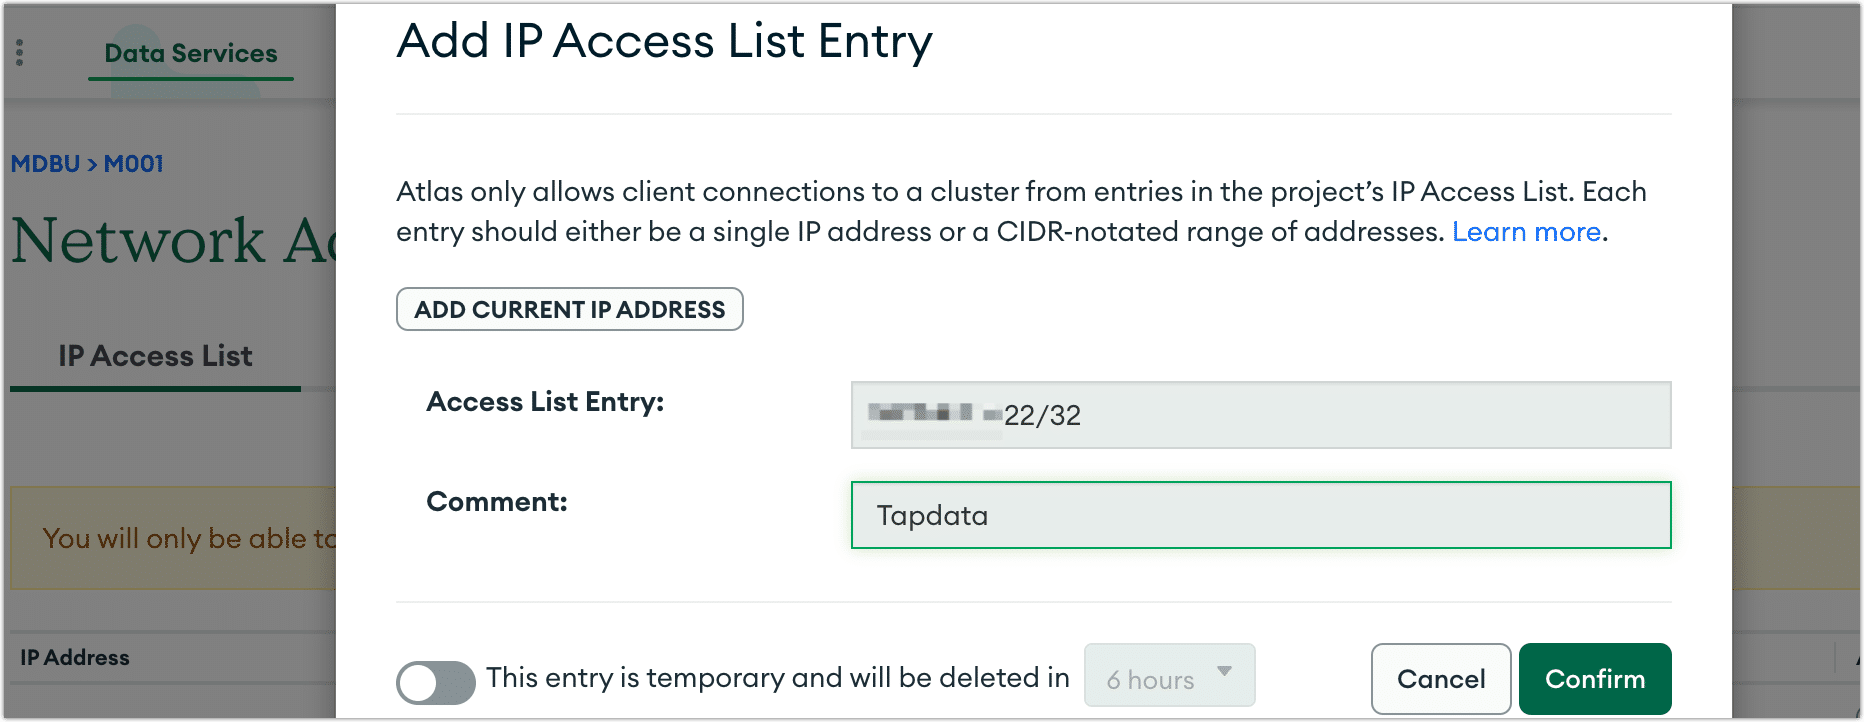 Add IP Access List Entry
Data Services
MDBU > M001
Atlas only allows client connections to a cluster from entries in the project’s IP Access List. Each
entry should either be a single IP address or a CIDR-notated range of addresses. Learn more.
Network
ADD CURRENT IP ADDRESS
IP Access List
Access List Entry:
22/32
Comment:
Tapdata
You will only be able to
IP Address
This entry is temporary and will be deleted in
6 hours
Cancel
Confirm